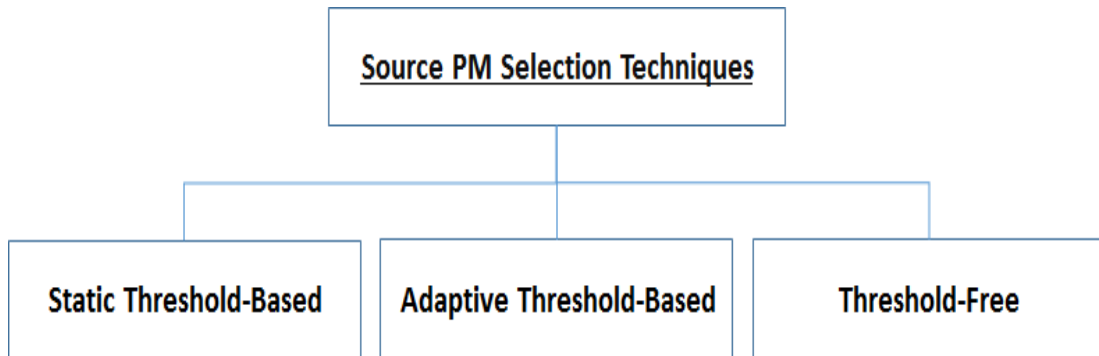 Source PM Selection Techniques
Static Threshold-Based
Adaptive Threshold-Based
Threshold-Free